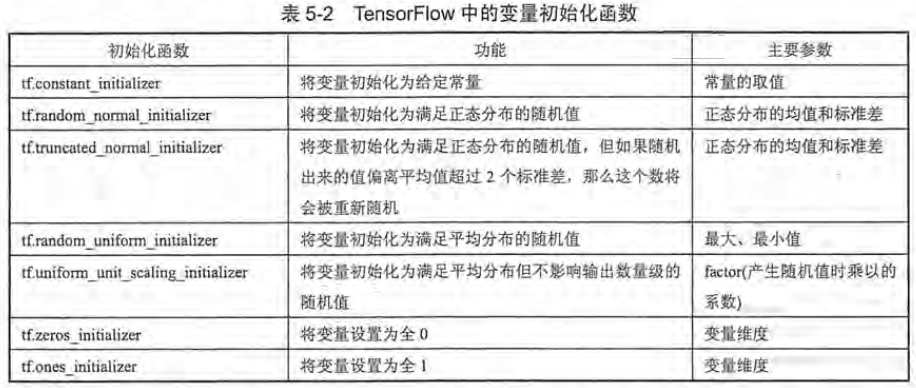 表 5-2 TensorFlow 中的变量初始化函数
初始化函数 功能 主要参数
tf.constant_initializer 将变量初始化为给定常量 常量的取值
tf.random_normal_initializer 将变量初始化为满足正态分布的随机值 正态分布的均值和标准差
tf.truncated_normal_initializer 将变量初始化为满足正态分布的随机值，但如果随机 正态分布的均值和标准差
出来的值偏离平均值超过 2 个标准差，那么这个数将
会被重新随机
tf.random_uniform_initializer 将变量初始化为满足平均分布的随机值 最大、最小值
tf.uniform_unit_scaling_initializer 将变量初始化为满足平均分布但不影响输出数量级的 factor(产生随机值时乘以的
随机值 系数)
tf.zeros_initializer 将变量设置为全 0 变量维度
tf.ones_initializer 将变量设置为全 1 变量维度